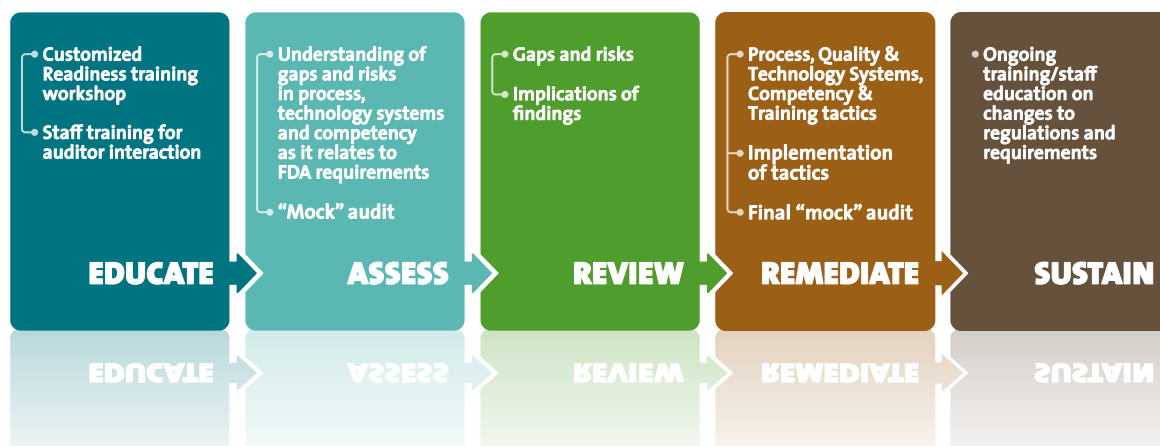 Customized
Readiness training
workshop
Staff training for
auditor interaction
EDUCATE
Understanding of
gaps and risks
in process,
technology systems
and competency
as it relates to
FDA requirements
“Mock” audit
ASSESS
Gaps and risks
Implications of
findings
REVIEW
Process, Quality &
Technology Systems,
Competency &
Training tactics
Implementation
of tactics
Final “mock” audit
REMEDIATE
Ongoing
training/staff
education on
changes to
regulations and
requirements
SUSTAIN